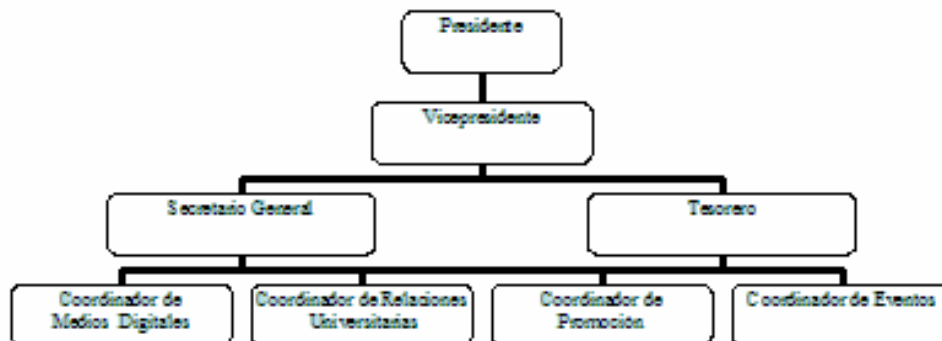 Presidente
Vicepresidente
Secretario General
Tesorero
Coordinador de
Medios Digitales
Coordinador de Relaciones
Universitarias
Coordinador de
Promoción
Coordinador de Eventos